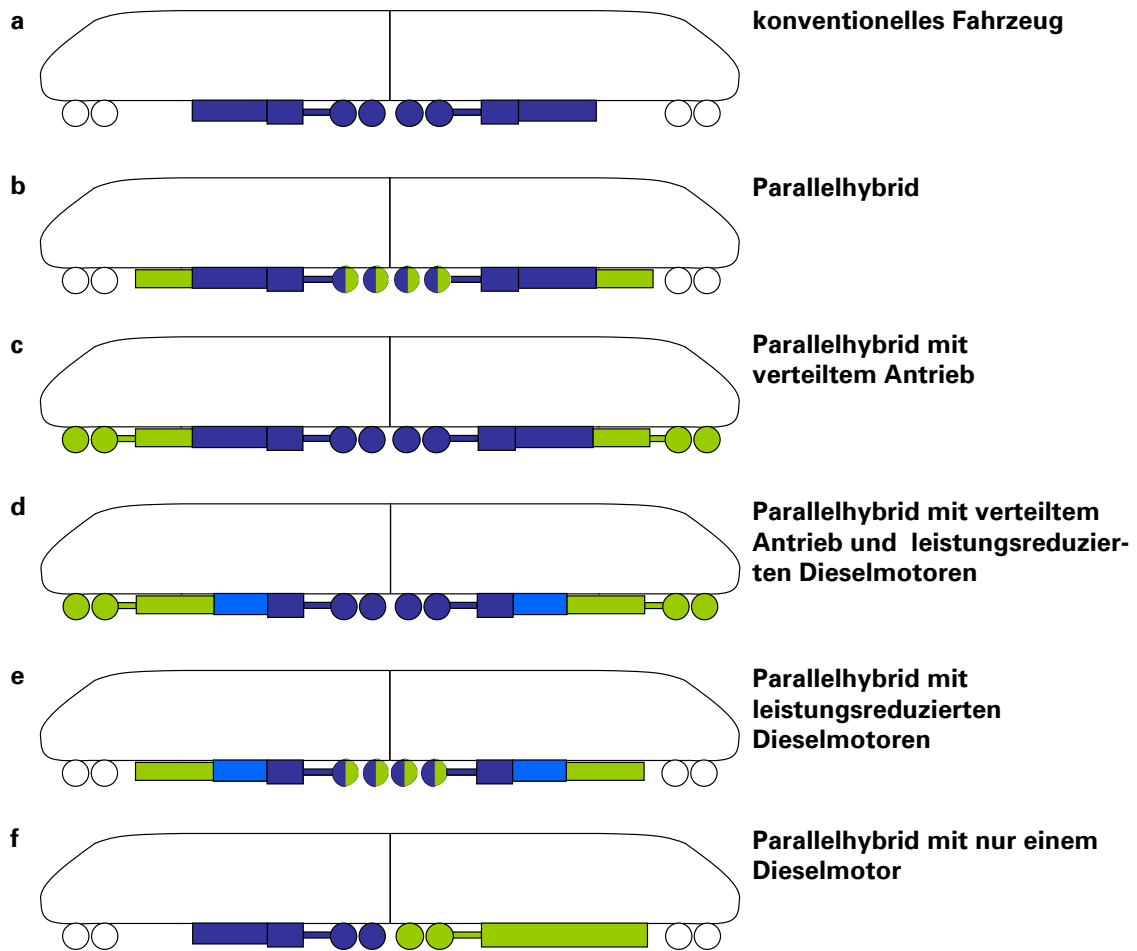 a
konventionelles Fahrzeug
b
Parallelhybrid
c
Parallelhybrid mit
verteiltem Antrieb
d
Parallelhybrid mit verteiltem
Antrieb und leistungsreduzier-
ten Dieselmotoren
e
Parallelhybrid mit
leistungsreduzierten
Dieselmotoren
f
Parallelhybrid mit nur einem
Dieselmotor